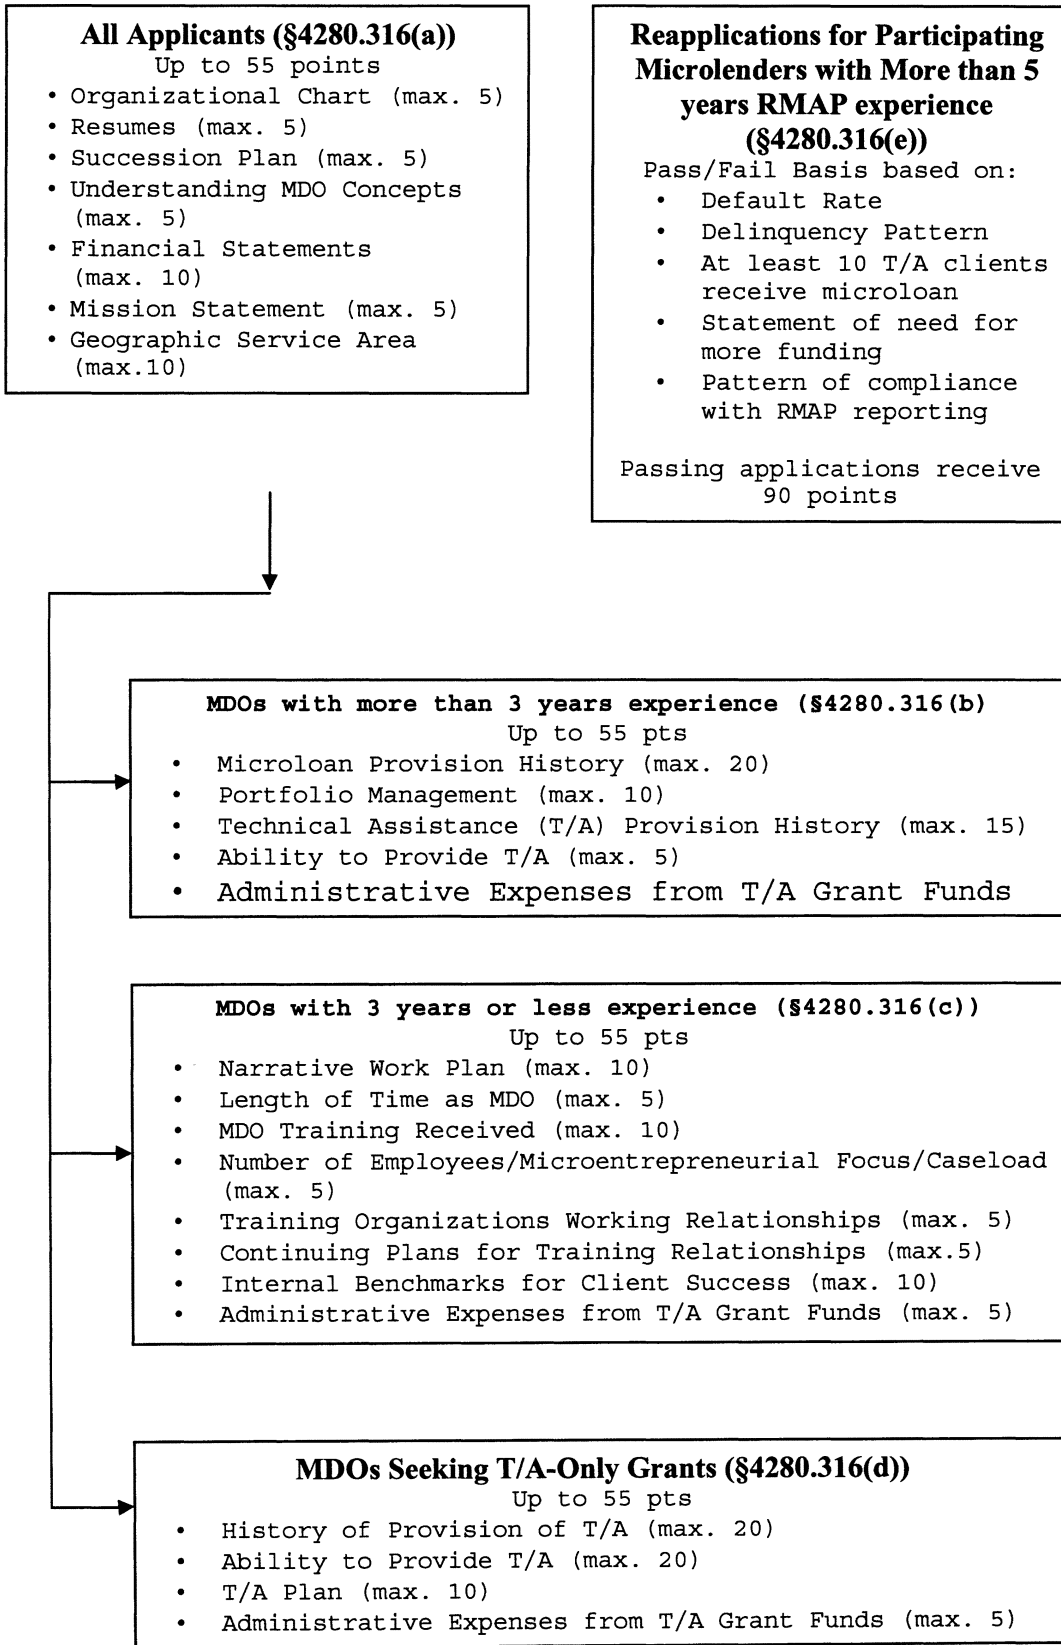 All Applicants (§4280.316(a))
Up to 55 points
• Organizational Chart (max. 5)
• Resumes (max. 5)
• Succession Plan (max. 5)
• Understanding MDO Concepts
(max. 5)
• Financial Statements
(max. 10)
• Mission Statement (max. 5)
• Geographic Service Area
(max.10)
Reapplications for Participating
Microlenders with More than 5
years RMAP experience
(§4280.316(e))
Pass/Fail Basis based on:
• Default Rate
• Delinquency Pattern
• At least 10 T/A clients
receive microloan
• Statement of need for
more funding
• Pattern of compliance
with RMAP reporting
Passing applications receive
90 points
MDOs with more than 3 years experience (§4280.316(b)
Up to 55 pts
• Microloan Provision History (max. 20)
• Portfolio Management (max. 10)
• Technical Assistance (T/A) Provision History (max. 15)
• Ability to Provide T/A (max. 5)
• Administrative Expenses from T/A Grant Funds
MDOs with 3 years or less experience (§4280.316(c))
Up to 55 pts
• Narrative Work Plan (max. 10)
• Length of Time as MDO (max. 5)
• MDO Training Received (max. 10)
• Number of Employees/Microentrepreneurial Focus/Caseload
(max. 5)
• Training Organizations Working Relationships (max. 5)
• Continuing Plans for Training Relationships (max.5)
• Internal Benchmarks for Client Success (max. 10)
• Administrative Expenses from T/A Grant Funds (max. 5)
MDOs Seeking T/A-Only Grants (§4280.316(d))
Up to 55 pts
• History of Provision of T/A (max. 20)
• Ability to Provide T/A (max. 20)
• T/A Plan (max. 10)
• Administrative Expenses from T/A Grant Funds (max. 5)